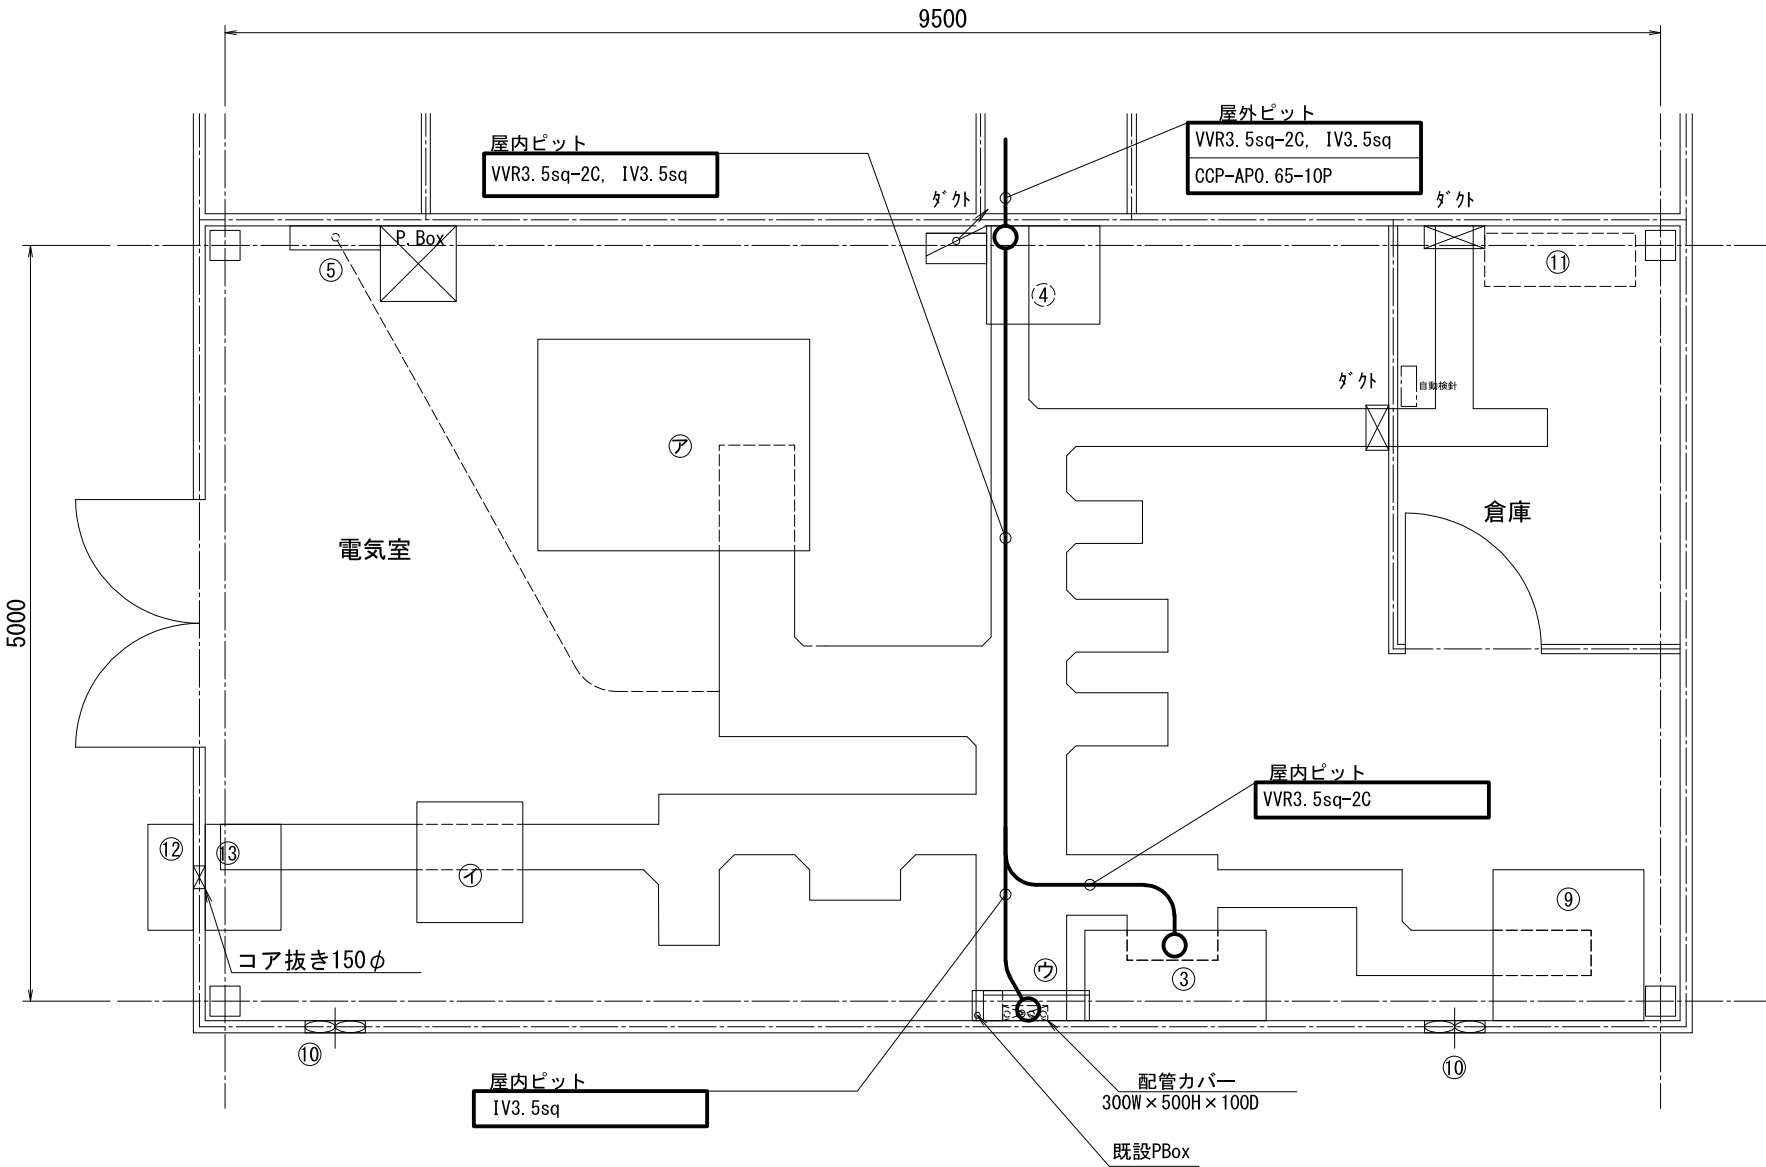 9500
屋外ピット
VVR3.5sq-2C, IV3.5sq
CCP-AP0.65-10P
屋内ピット
VVR3.5sq-2C, IV3.5sq
ダクト
ダクト
P.Box
⑤
④
⑪
ダクト
自動検針
㋐
倉庫
電気室
5000
屋内ピット
VVR3.5sq-2C
⑫
⑬
㋑
⑨
コア抜き150φ
㋒
③
⑩
⑩
屋内ピット
IV3.5sq
配管カバー
300W×500H×100D
既設PBox